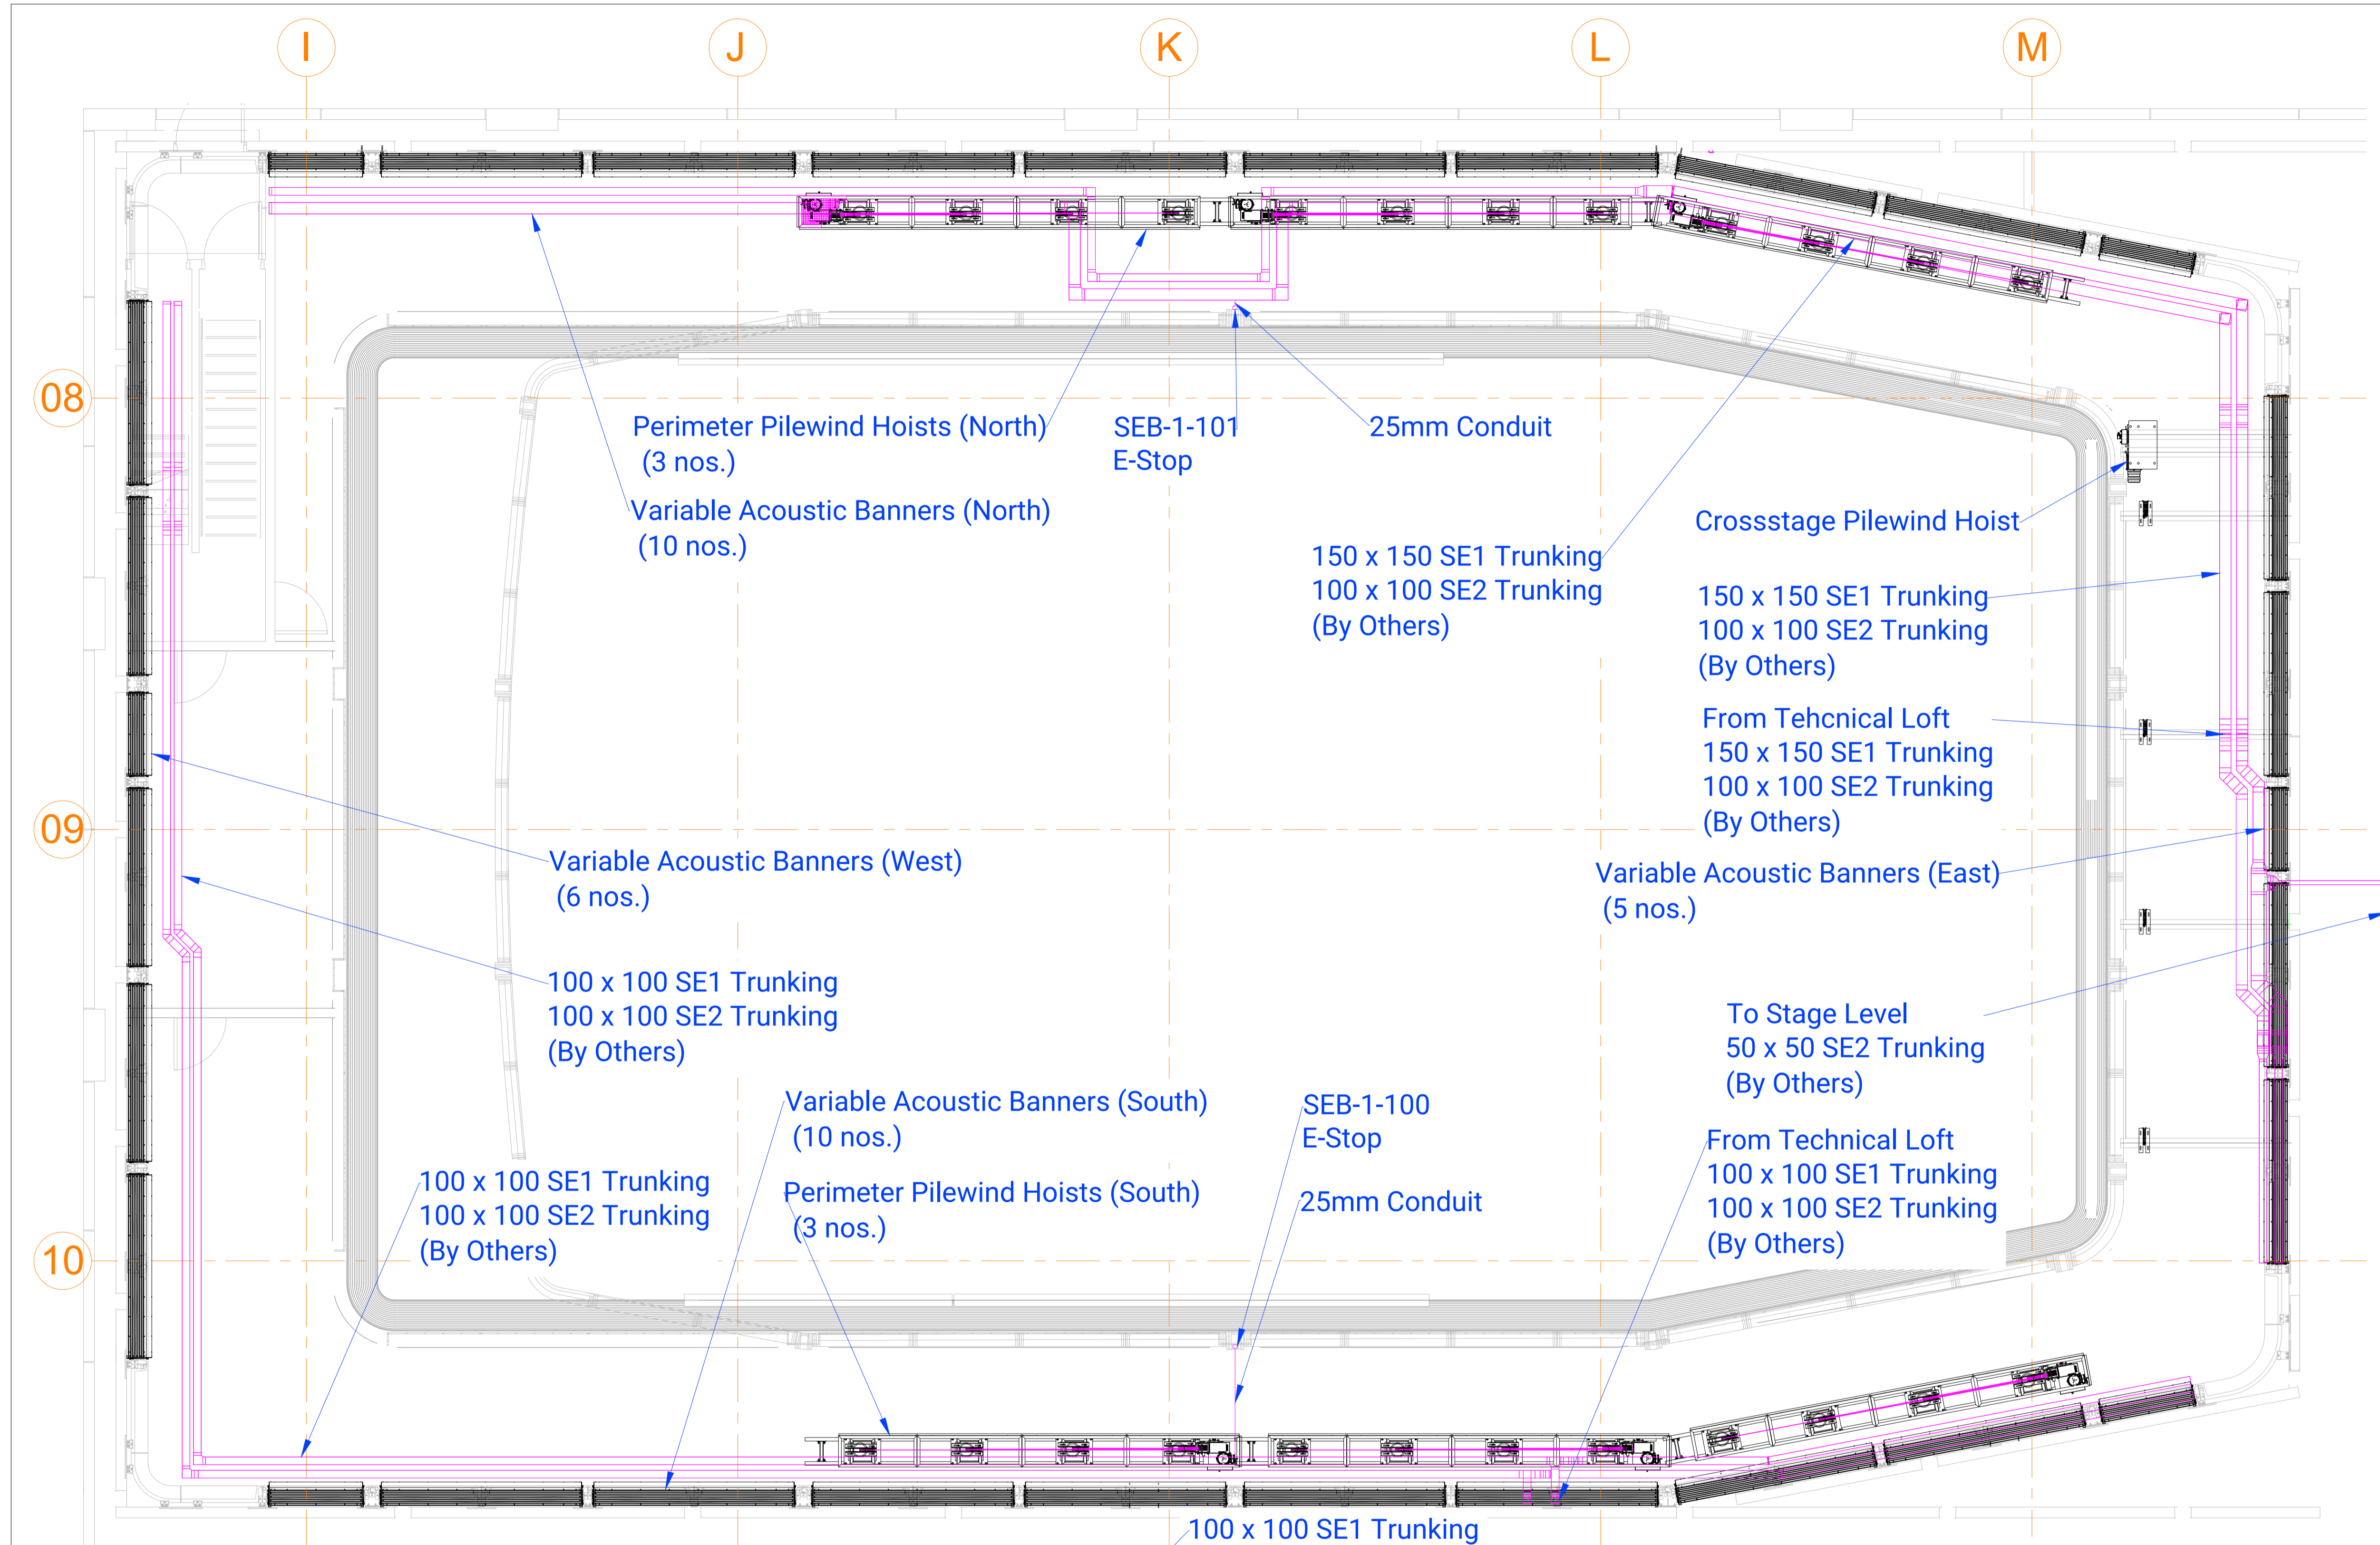 I
J
K
L
M
08
Perimeter Pilewind Hoists (North)
(3 nos.)
SEB-1-101
E-Stop
25mm Conduit
Variable Acoustic Banners (North)
(10 nos.)
Crossstage Pilewind Hoist
150 x 150 SE1 Trunking
100 x 100 SE2 Trunking
(By Others)
150 x 150 SE1 Trunking
100 x 100 SE2 Trunking
(By Others)
From Tehcnical Loft
150 x 150 SE1 Trunking
100 x 100 SE2 Trunking
(By Others)
09
Variable Acoustic Banners (West)
(6 nos.)
Variable Acoustic Banners (East)
(5 nos.)
100 x 100 SE1 Trunking
100 x 100 SE2 Trunking
(By Others)
To Stage Level
50 x 50 SE2 Trunking
(By Others)
Variable Acoustic Banners (South)
(10 nos.)
SEB-1-100
E-Stop
From Technical Loft
100 x 100 SE1 Trunking
100 x 100 SE2 Trunking
(By Others)
100 x 100 SE1 Trunking
100 x 100 SE2 Trunking
(By Others)
Perimeter Pilewind Hoists (South)
(3 nos.)
25mm Conduit
10
100 x 100 SE1 Trunking